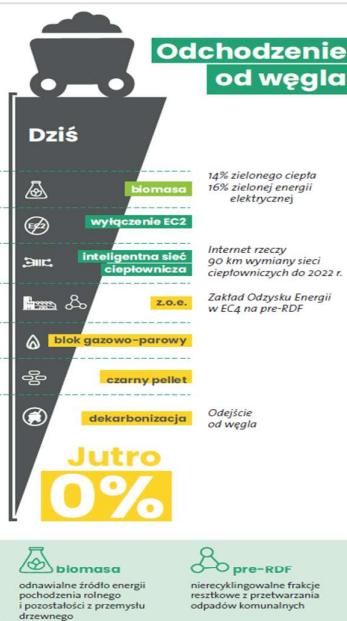 Odchodzenie
od węgla
Dziś
biomasa
14% zielonego ciepła
16% zielonej energii
elektrycznej
EC2
wyłączenie EC2
inteligentna sieć
ciepłownicza
Internet rzeczy
90 km wymiany sieci
ciepłowniczych do 2022 r.
z.o.e.
Zakład Odzysku Energii
w EC4 na pre-RDF
blok gazowo-parowy
czarny pellet
dekarbonizacja
Odejście
od węgla
Jutro
0%
biomasa
odnawialne źródło energii
pochodzenia rolnego
i pozostałości z przemysłu
drzewnego
pre-RDF
nierecyklingowalne frakcje
resztkowe z przetwarzania
odpadów komunalnych